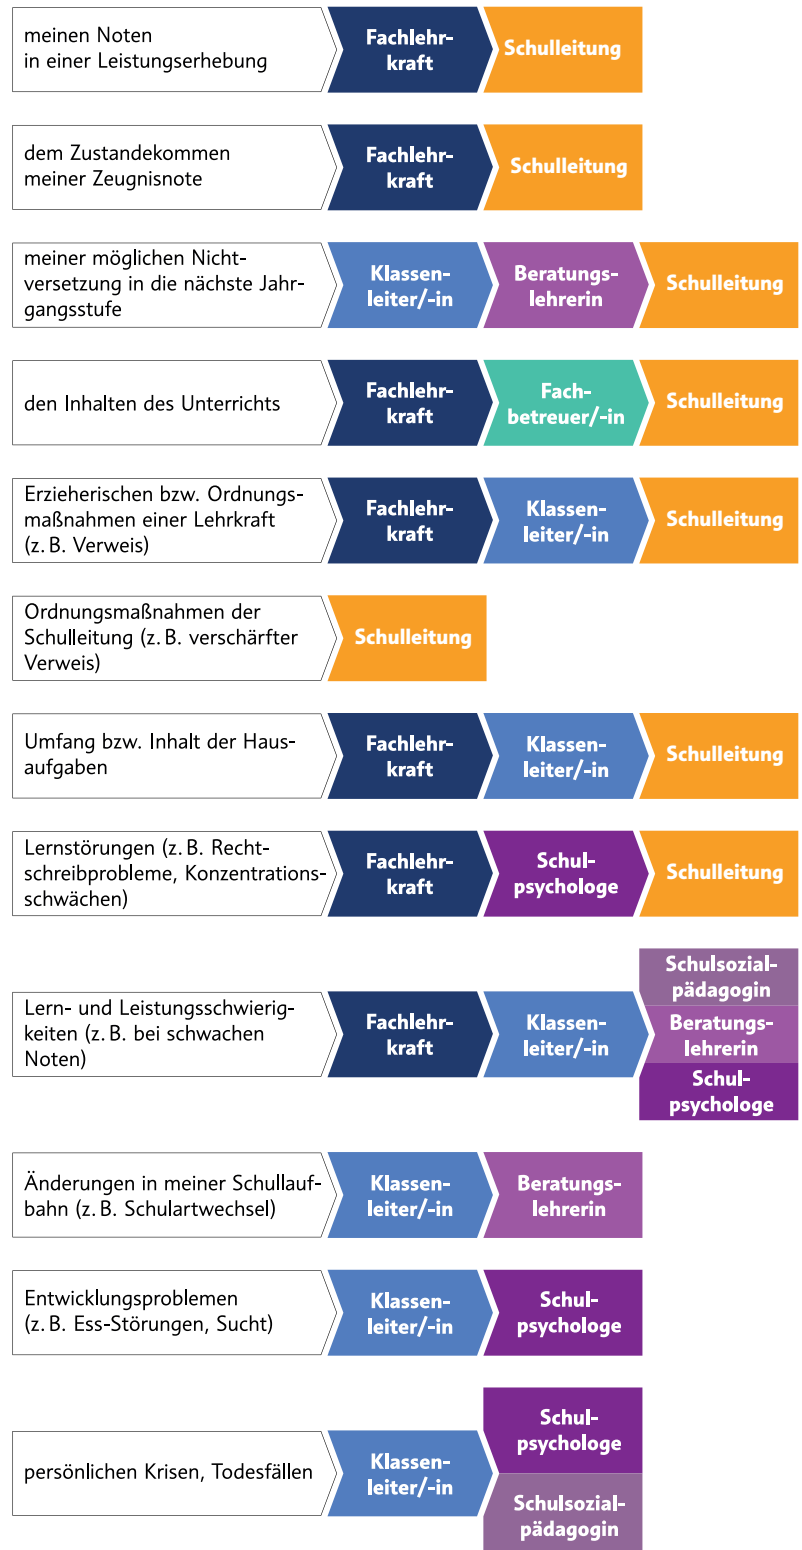 meinen Noten
in einer Leistungserhebung
Fachlehr-
kraft
Schulleitung
dem Zustandekommen
meiner Zeugnisnote
Fachlehr-
kraft
Schulleitung
meiner möglichen Nicht-
versetzung in die nächste Jahr-
gangsstufe
Klassen-
leiter/-in
Beratungs-
lehrerin
Schulleitung
den Inhalten des Unterrichts
Fachlehr-
kraft
Fach-
betreuer/-in
Schulleitung
Erzieherischen bzw. Ordnungs-
maßnahmen einer Lehrkraft
(z. B. Verweis)
Fachlehr-
kraft
Klassen-
leiter/-in
Schulleitung
Ordnungsmaßnahmen der
Schulleitung (z. B. verschärfter
Verweis)
Schulleitung
Umfang bzw. Inhalt der Haus-
aufgaben
Fachlehr-
kraft
Klassen-
leiter/-in
Schulleitung
Lernstörungen (z. B. Recht-
schreibprobleme, Konzentrations-
schwächen)
Fachlehr-
kraft
Schul-
psychologe
Schulleitung
Lern- und Leistungsschwierig-
keiten (z. B. bei schwachen
Noten)
Fachlehr-
kraft
Klassen-
leiter/-in
Schulsozial-
pädagogin
Beratungs-
lehrerin
Schul-
psychologe
Änderungen in meiner Schullauf-
bahn (z. B. Schulartwechsel)
Klassen-
leiter/-in
Beratungs-
lehrerin
Entwicklungsproblemen
(z. B. Ess-Störungen, Sucht)
Klassen-
leiter/-in
Schul-
psychologe
persönlichen Krisen, Todesfällen
Klassen-
leiter/-in
Schul-
psychologe
Schulsozial-
pädagogin